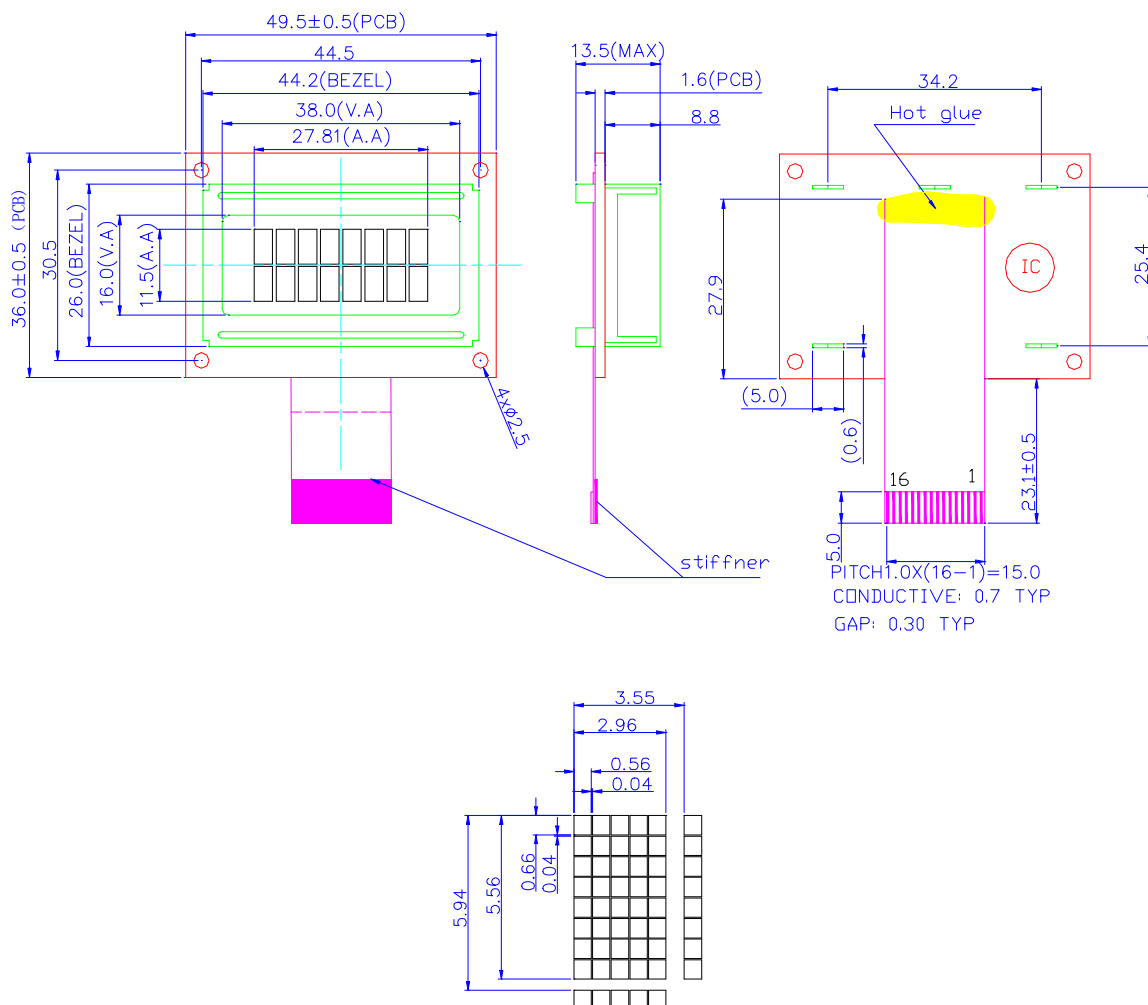 49.5±0.5(PCB)
44.5
44.2(BEZEL)
38.0(V.A)
27.81(A.A)
36.0±0.5 (PCB)
30.5
26.0(BEZEL)
16.0(V.A)
11.5(A.A)
4xø2.5
13.5(MAX)
1.6(PCB)
8.8
stiffner
34.2
Hot glue
IC
25.4
27.9
(5.0)
(0.6)
23.1±0.5
16 1
5.0
PITCH1.0X(16-1)=15.0
CONDUCTIVE: 0.7 TYP
GAP: 0.30 TYP
3.55
2.96
0.56
0.04
0.66
0.04
5.56
5.94